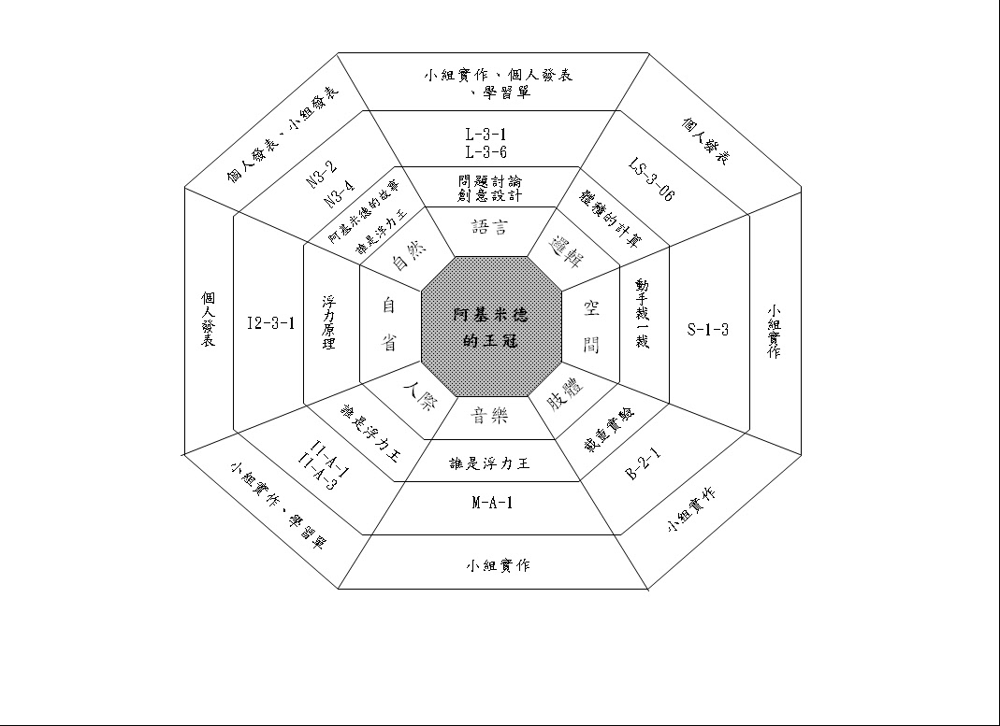 小組實作、個人發表
、學習單
L-3-1
L-3-6
問題討論
創意設計
語言
個人發表
LS-3-06
體積的計算
邏輯
小組實作
S-1-3
動手裁一裁
空間
小組實作
B-2-1
載重實驗
肢體
小組實作
M-A-1
誰是浮力王
音樂
小組實作、學習單
I1-A-1
I1-A-3
誰是浮力王
人際
個人發表
I2-3-1
浮力原理
自省
個人發表、小組發表
N3-2
N3-4
阿基米德的故事
誰是浮力王
自然
阿基米德
的王冠